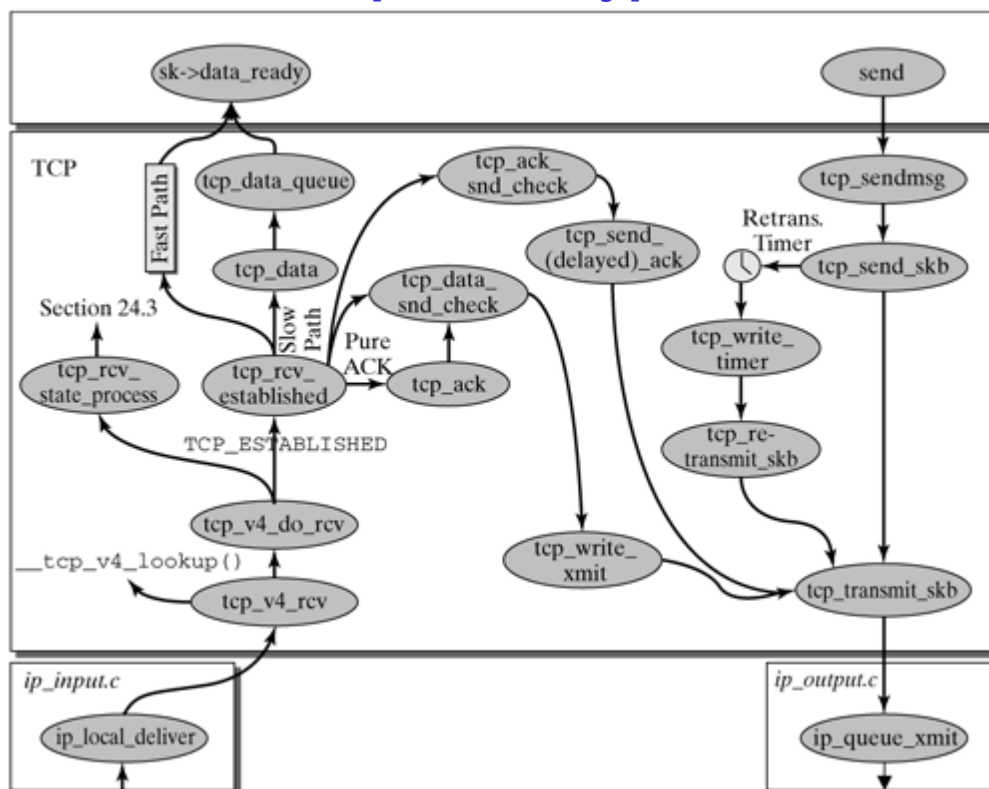 sk->data_ready
send
TCP
Fast Path
tcp_data_queue
tcp_ack_
snd_check
tcp_sendmsg
Retrans.
Timer
tcp_send_
(delayed)_ack
tcp_send_skb
tcp_data
tcp_data_
snd_check
Section 24.3
Slow
Path
Pure
ACK
tcp_write_
timer
tcp_rcv_
state_process
tcp_rcv_
established
tcp_ack
TCP_ESTABLISHED
tcp_re-
transmit_skb
tcp_v4_do_rcv
__tcp_v4_lookup()
tcp_write_
xmit
tcp_v4_rcv
tcp_transmit_skb
ip_input.c
ip_output.c
ip_local_deliver
ip_queue_xmit